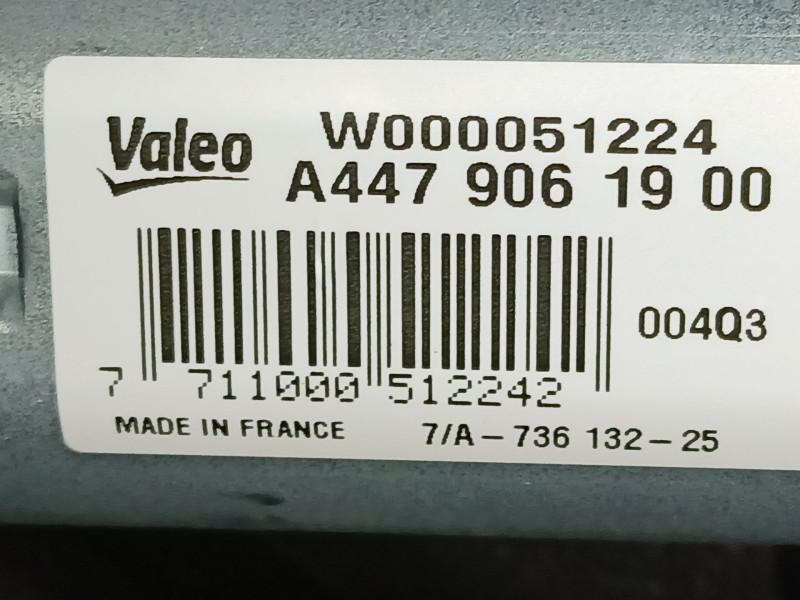 Valeo
W000051224
A447 906 19 00
004Q3
7 711000 512242
MADE IN FRANCE 7/A-736 132-25